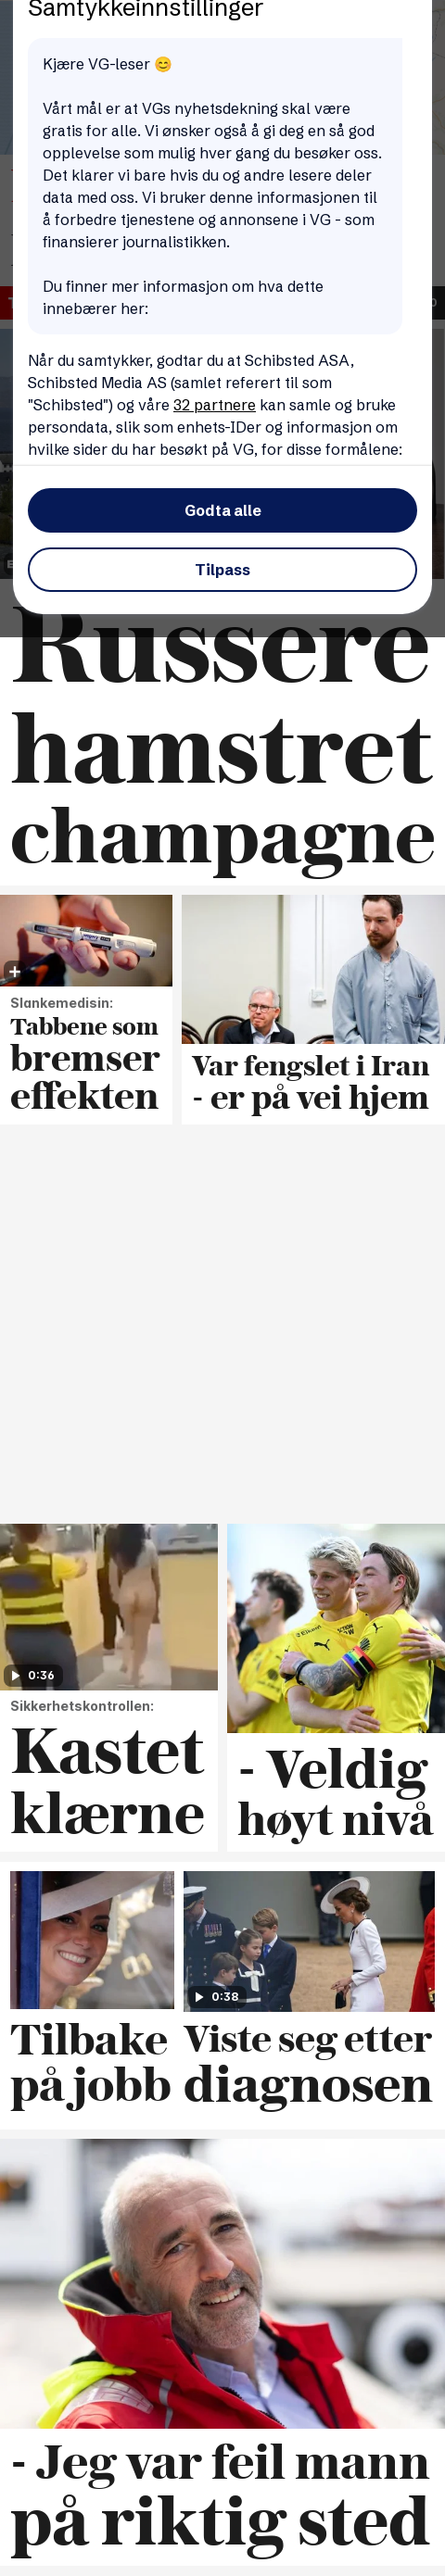 Samtykkeinnstillinger
Kjære VG-leser 😊
Vårt mål er at VGs nyhetsdekning skal være
gratis for alle. Vi ønsker også å gi deg en så god
opplevelse som mulig hver gang du besøker oss.
Det klarer vi bare hvis du og andre lesere deler
data med oss. Vi bruker denne informasjonen til
å forbedre tjenestene og annonsene i VG - som
finansierer journalistikken.
Du finner mer informasjon om hva dette
innebærer her:
Når du samtykker, godtar du at Schibsted ASA,
Schibsted Media AS (samlet referert til som
"Schibsted") og våre 32 partnere kan samle og bruke
persondata, slik som enhets-IDer og informasjon om
hvilke sider du har besøkt på VG, for disse formålene:
Godta alle
Tilpass
Russere
hamstret
champagne
Slankemedisin:
Tabbene som
bremser
effekten
Var fengslet i Iran
- er på vei hjem
0:36
Sikkerhetskontrollen:
Kastet
klærne
- Veldig
høyt nivå
Tilbake
på jobb
0:38
Viste seg etter
diagnosen
- Jeg var feil mann
på riktig sted